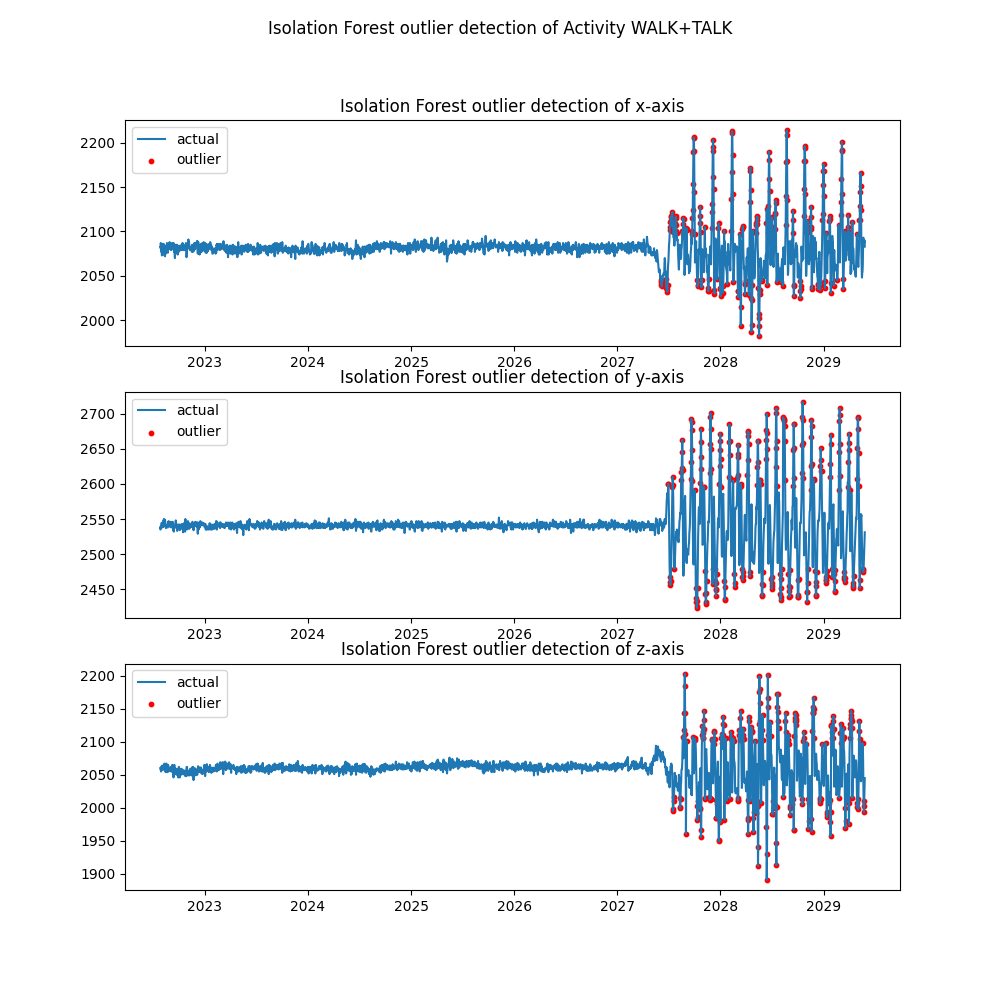 Isolation Forest outlier detection of Activity WALK+TALK
Isolation Forest outlier detection of x-axis
actual
outlier
2200
2150
2100
2050
2000
2023 2024 2025 2026 2027 2028 2029
Isolation Forest outlier detection of y-axis
actual
outlier
2700
2650
2600
2550
2500
2450
2023 2024 2025 2026 2027 2028 2029
Isolation Forest outlier detection of z-axis
actual
outlier
2200
2150
2100
2050
2000
1950
1900
2023 2024 2025 2026 2027 2028 2029